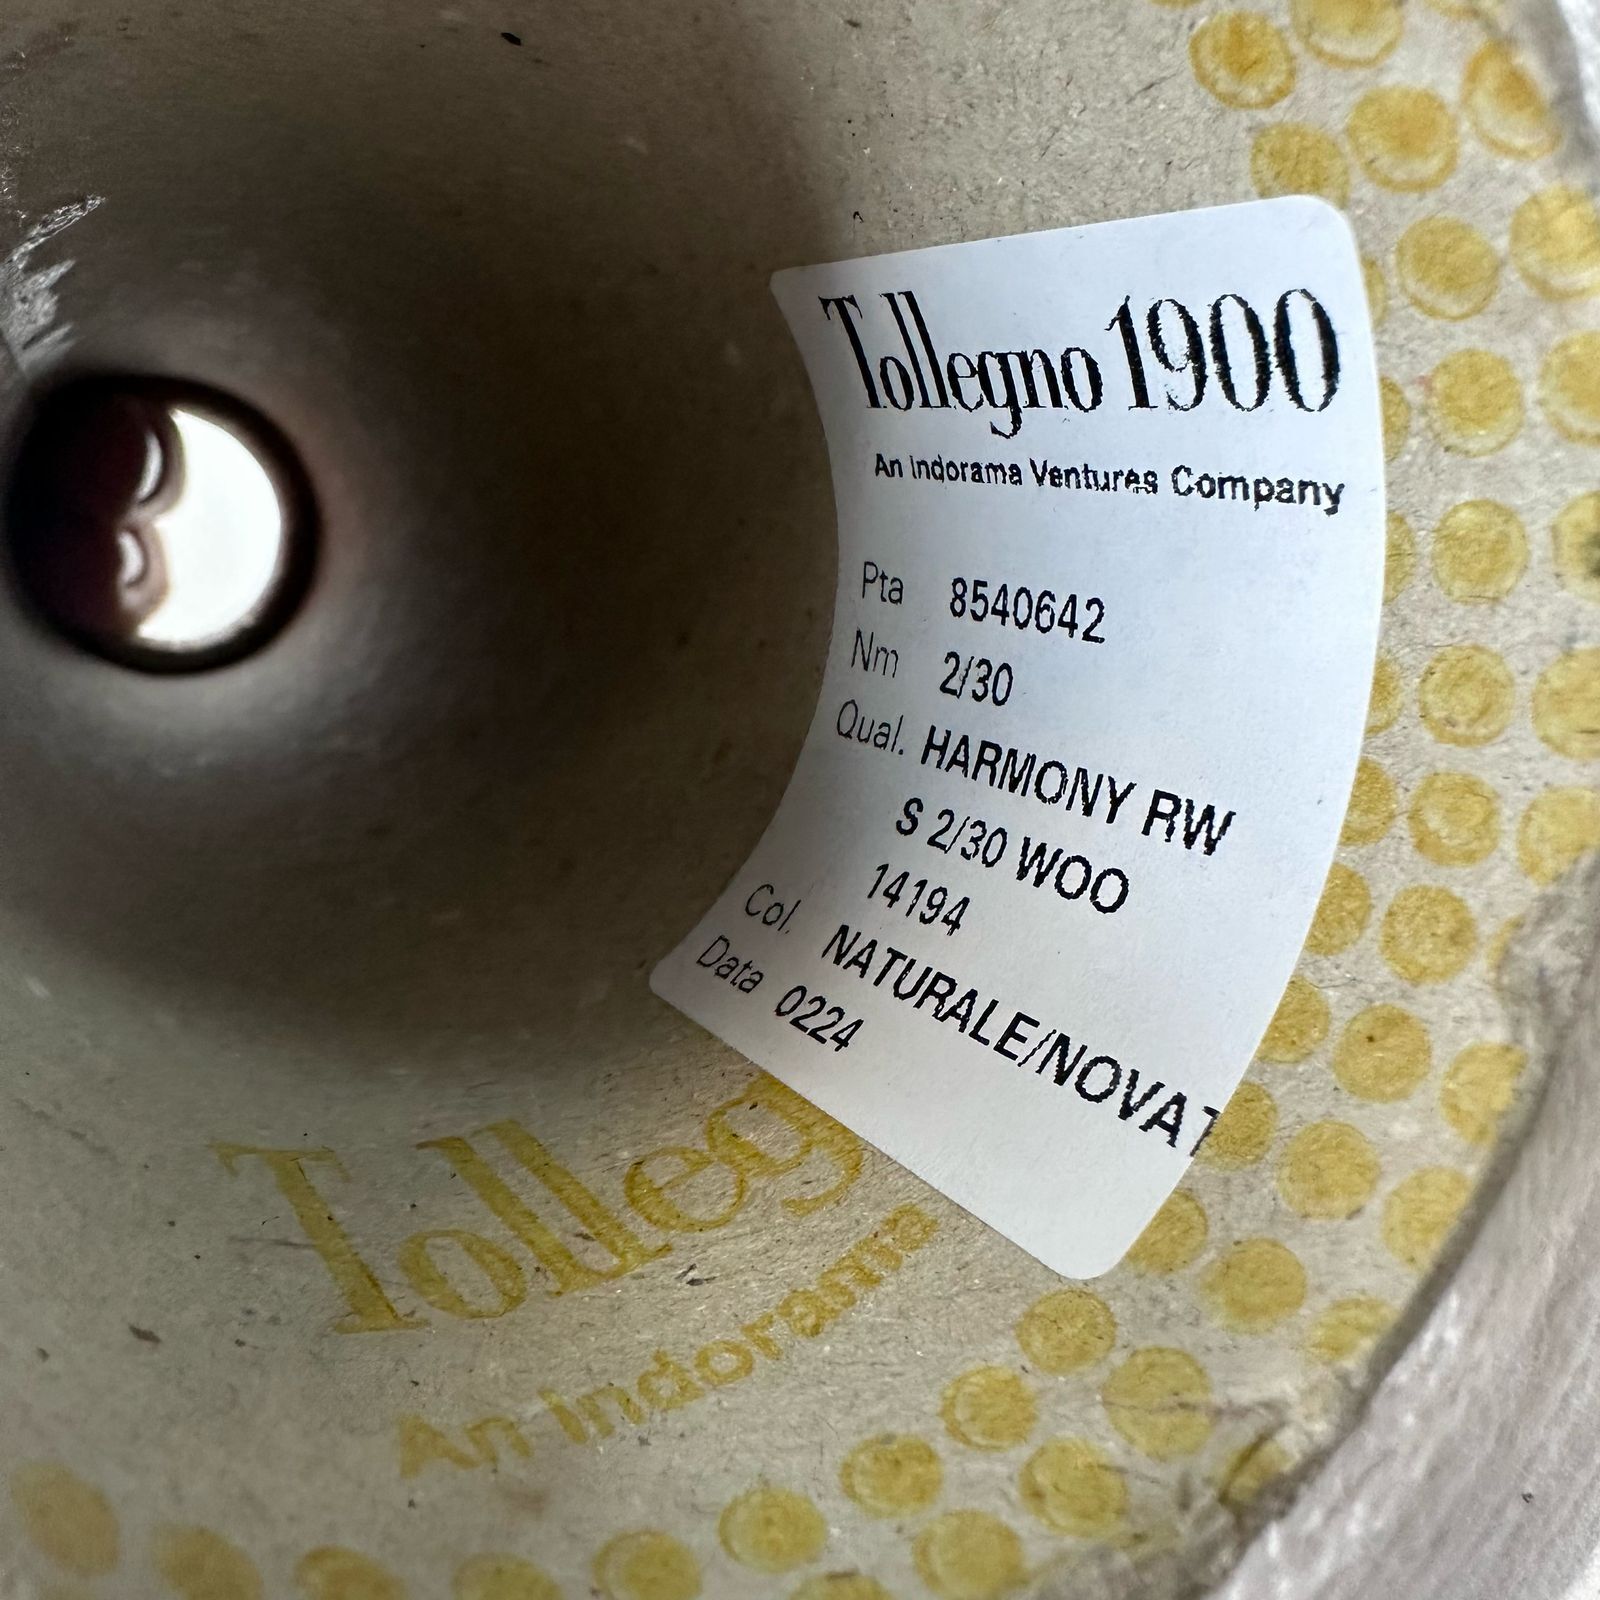 Tollegno 1900
An Indorama Ventures Company
Pta 8540642
Nm 2/30
Qual. HARMONY RW
S 2/30 WOO
14194
Col. NATURALE/NOVAT
Data 0224
Tolleg
An Indorama